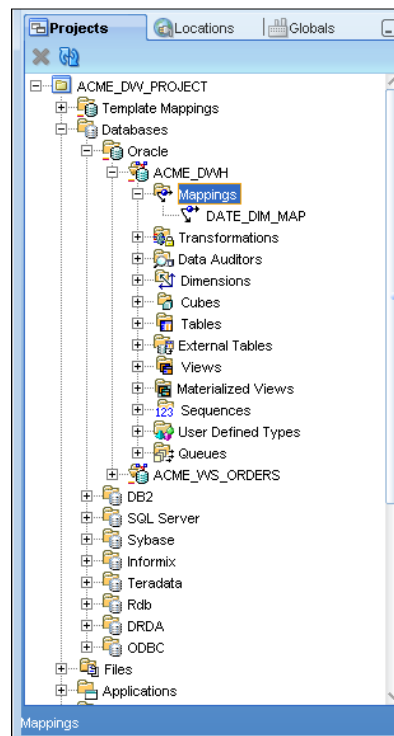 Projects Locations Globals
ACME_DW_PROJECT
Template Mappings
Databases
Oracle
ACME_DWH
Mappings
DATE_DIM_MAP
Transformations
Data Auditors
Dimensions
Cubes
Tables
External Tables
Views
Materialized Views
123 Sequences
User Defined Types
Queues
ACME_WS_ORDERS
DB2
SQL Server
Sybase
Informix
Teradata
Rdb
DRDA
ODBC
Files
Applications
Mappings